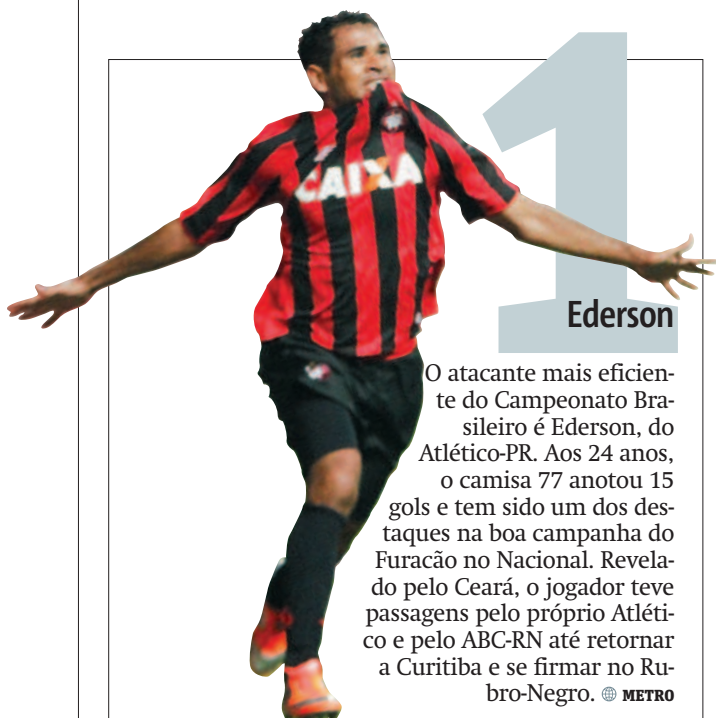 1
CAIXA
Ederson
O atacante mais eficien-
te do Campeonato Bra-
sileiro é Ederson, do
Atlético-PR. Aos 24 anos,
o camisa 77 anotou 15
gols e tem sido um dos des-
taques na boa campanha do
Furacão no Nacional. Revela-
do pelo Ceará, o jogador teve
passagens pelo próprio Atléti-
co e pelo ABC-RN até retornar
a Curitiba e se firmar no Ru-
bro-Negro. METRO